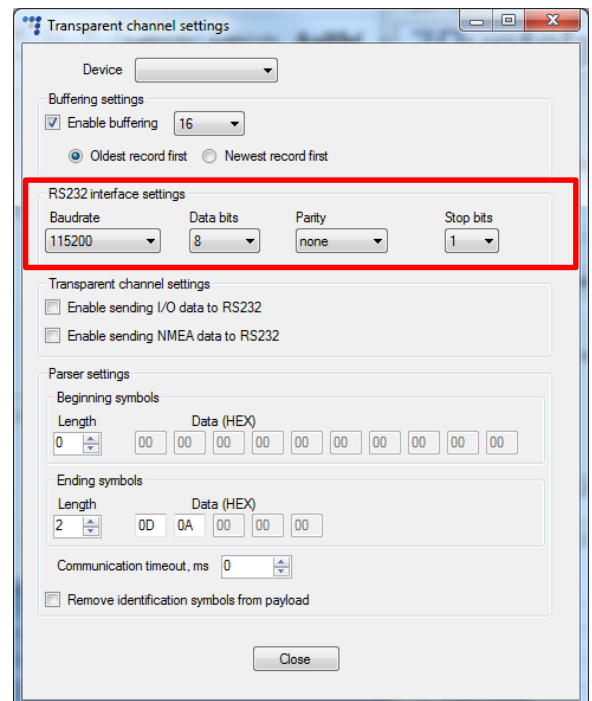 Transparent channel settings
Device
Buffering settings
Enable buffering 16
Oldest record first Newest record first
RS232 interface settings
Baudrate Data bits Parity Stop bits
115200 8 none 1
Transparent channel settings
Enable sending I/O data to RS232
Enable sending NMEA data to RS232
Parser settings
Beginning symbols
Length Data (HEX)
0 00 00 00 00 00 00 00 00 00 00
Ending symbols
Length Data (HEX)
2 0D 0A 00 00 00
Communication timeout, ms 0
Remove identification symbols from payload
Close